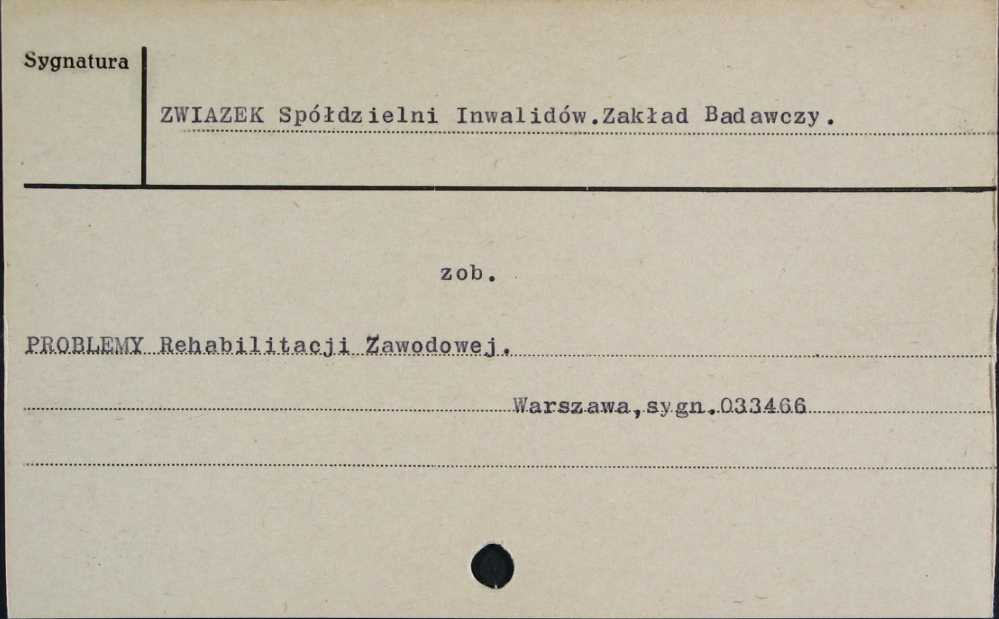 Sygnatura
ZWIAZEK Spółdzielni Inwalidów.Zakład Badawczy.
zob.
PROBLEMY Rehabilitacji Zawodowej.
Warszawa,sygn.033466